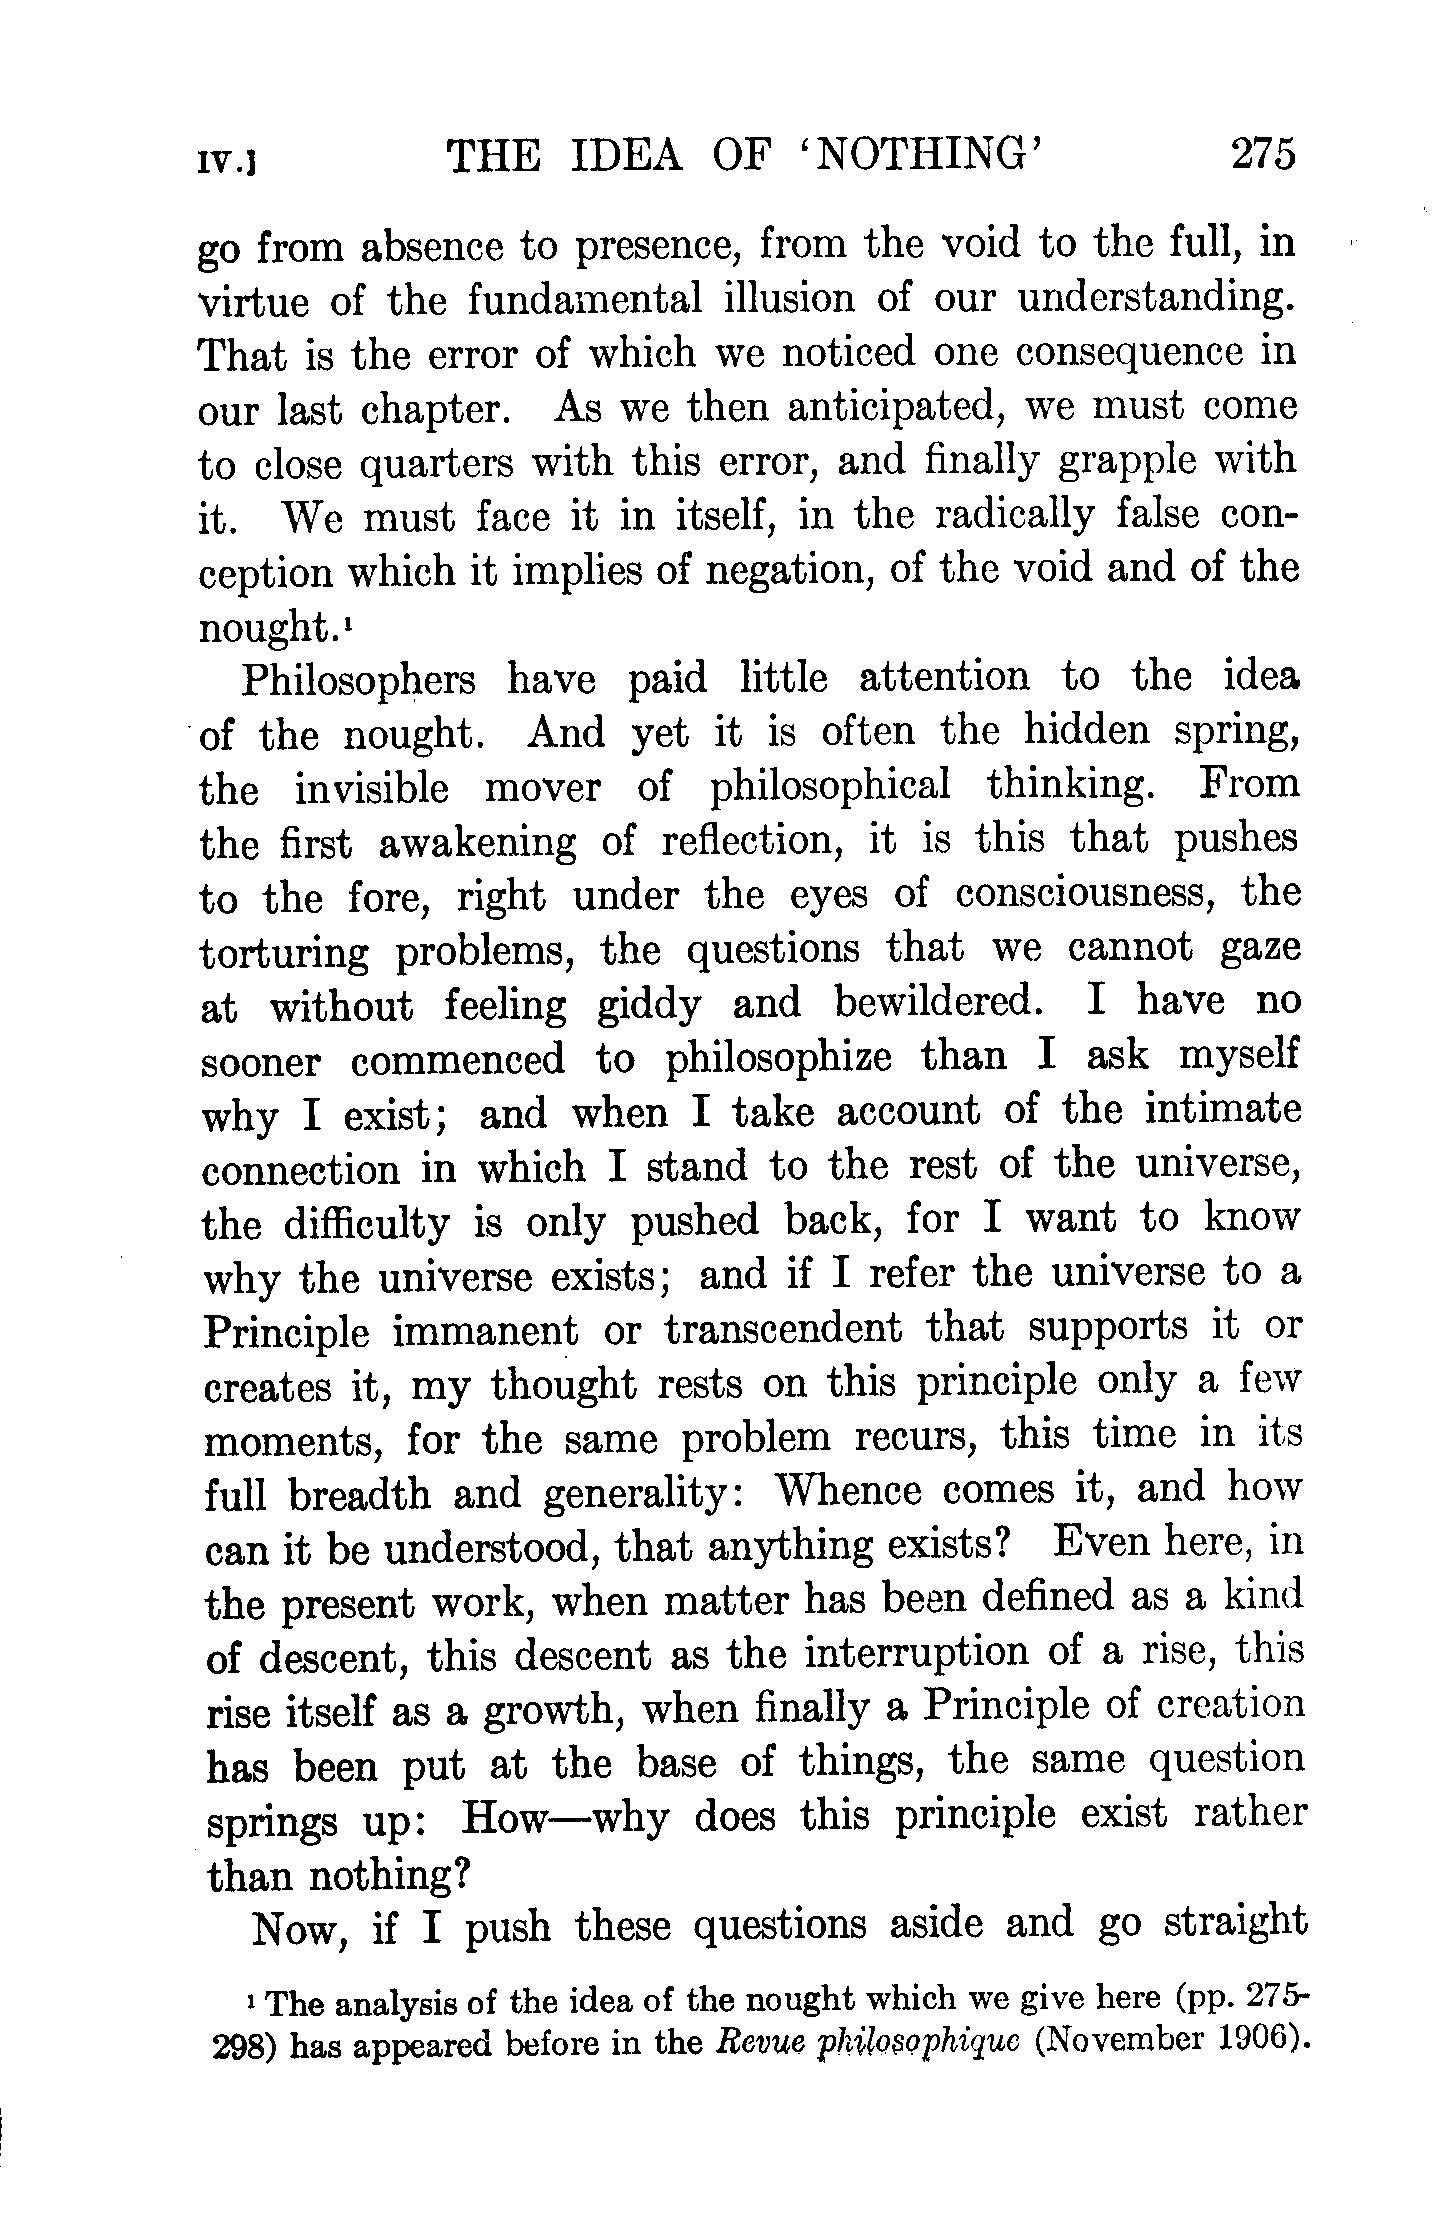 IV.] THE IDEA OF ‘NOTHING’ 275
go from absence to presence, from the void to the full, in
virtue of the fundamental illusion of our understanding.
That is the error of which we noticed one consequence in
our last chapter. As we then anticipated, we must come
to close quarters with this error, and finally grapple with
it. We must face it in itself, in the radically false con-
ception which it implies of negation, of the void and of the
nought.¹
Philosophers have paid little attention to the idea
of the nought. And yet it is often the hidden spring,
the invisible mover of philosophical thinking. From
the first awakening of reflection, it is this that pushes
to the fore, right under the eyes of consciousness, the
torturing problems, the questions that we cannot gaze
at without feeling giddy and bewildered. I have no
sooner commenced to philosophize than I ask myself
why I exist; and when I take account of the intimate
connection in which I stand to the rest of the universe,
the difficulty is only pushed back, for I want to know
why the universe exists; and if I refer the universe to a
Principle immanent or transcendent that supports it or
creates it, my thought rests on this principle only a few
moments, for the same problem recurs, this time in its
full breadth and generality: Whence comes it, and how
can it be understood, that anything exists? Even here, in
the present work, when matter has been defined as a kind
of descent, this descent as the interruption of a rise, this
rise itself as a growth, when finally a Principle of creation
has been put at the base of things, the same question
springs up: How—why does this principle exist rather
than nothing?
Now, if I push these questions aside and go straight
¹ The analysis of the idea of the nought which we give here (pp. 275-
298) has appeared before in the Revue philosophique (November 1906).